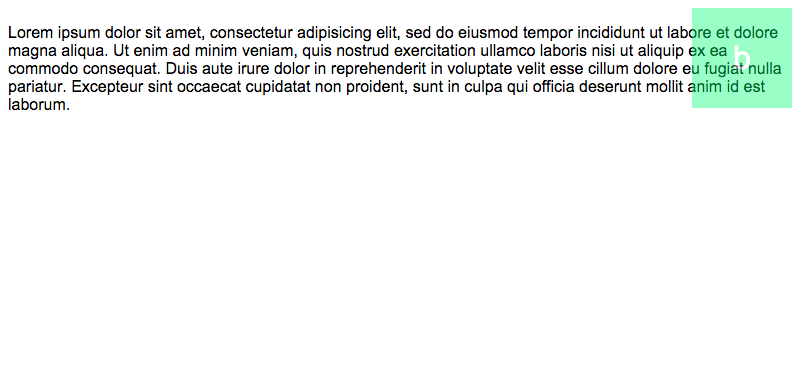 Lorem ipsum dolor sit amet, consectetur adipisicing elit, sed do eiusmod tempor incididunt ut labore et dolore
magna aliqua. Ut enim ad minim veniam, quis nostrud exercitation ullamco laboris nisi ut aliquip ex ea
commodo consequat. Duis aute irure dolor in reprehenderit in voluptate velit esse cillum dolore eu fugiat nulla
pariatur. Excepteur sint occaecat cupidatat non proident, sunt in culpa qui officia deserunt mollit anim id est
laborum.
b